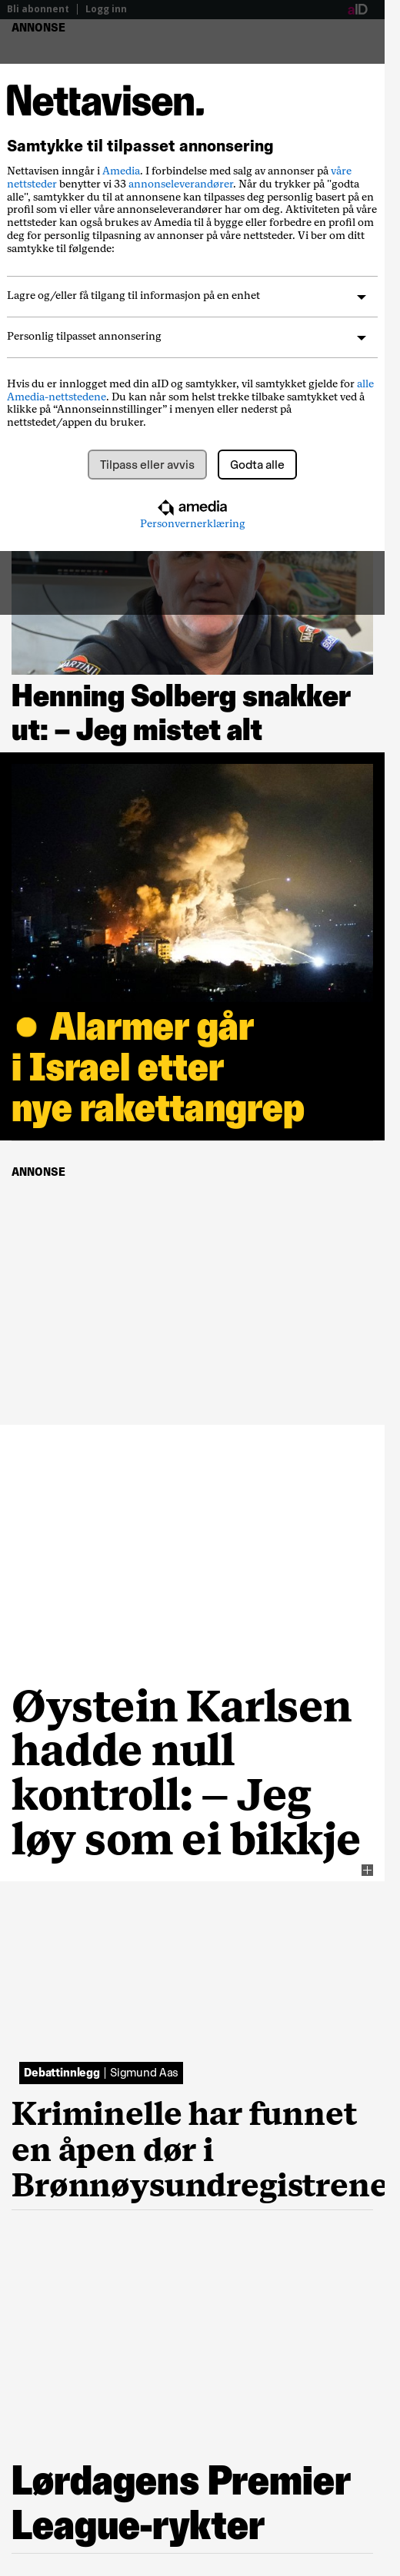 Bli abonnent | Logg inn
aID
ANNONSE
Nettavisen.
Samtykke til tilpasset annonsering
Nettavisen inngår i Amedia. I forbindelse med salg av annonser på våre
nettsteder benytter vi 33 annonseleverandører. Når du trykker på "godta
alle", samtykker du til at annonsene kan tilpasses deg personlig basert på en
profil som vi eller våre annonseleverandører har om deg. Aktiviteten på våre
nettsteder kan også brukes av Amedia til å bygge eller forbedre en profil om
deg for personlig tilpasning av annonser på våre nettsteder. Vi ber om ditt
samtykke til følgende:
Lagre og/eller få tilgang til informasjon på en enhet
Personlig tilpasset annonsering
Hvis du er innlogget med din aID og samtykker, vil samtykket gjelde for alle
Amedia-nettstedene. Du kan når som helst trekke tilbake samtykket ved å
klikke på “Annonseinnstillinger” i menyen eller nederst på
nettstedet/appen du bruker.
Tilpass eller avvis
Godta alle
amedia
Personvernerklæring
MARTINI
Henning Solberg snakker
ut: – Jeg mistet alt
Alarmer går
i Israel etter
nye rakettangrep
ANNONSE
Øystein Karlsen
hadde null
kontroll: – Jeg
løy som ei bikkje
Debattinnlegg | Sigmund Aas
Kriminelle har funnet
en åpen dør i
Brønnøysundregistrene
Lørdagens Premier
League-rykter